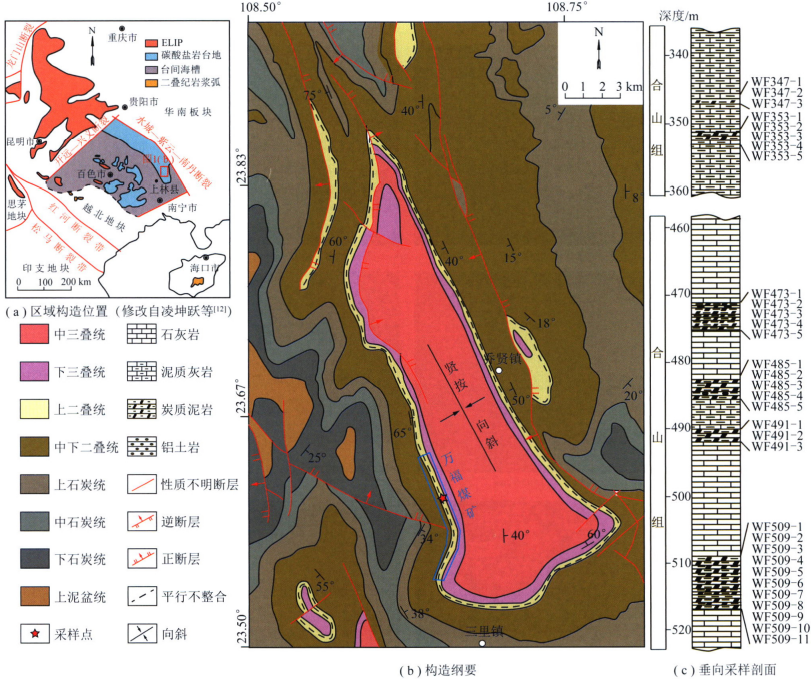 龙门山断裂
N
重庆市
ELIP
碳酸盐岩台地
台间海槽
二叠纪岩浆弧
贵阳市
华南板块
昆明市
水城—紫云—南丹断裂
图1(b)
百色市
上林县
南宁市
思茅
地块
越北地块
红河断裂带
松马断裂带
印支地块
海口市
0 100 200 km
(a)区域构造位置(修改自凌坤跃等[12])
中三叠统
石灰岩
下三叠统
泥质灰岩
上二叠统
炭质泥岩
中下二叠统
铝土岩
上石炭统
性质不明断层
中石炭统
逆断层
下石炭统
正断层
上泥盆统
平行不整合
采样点
向斜
108.50°
108.75°
23.83°
23.67°
23.50°
N
0 1 2 3 km
75°
40°
5°
8
60°
40°
15°
18°
乔贤镇
50°
20°
65°
25°
贤按
向斜
万福煤矿
34°
40°
60°
55°
38°
三里镇
(b)构造纲要
深度/m
合
山
组
-340
-350
-360
WF347-1
WF347-2
WF347-3
WF353-1
WF353-2
WF353-3
WF353-4
WF353-5
合
山
组
-460
-470
-480
-490
-500
-510
-520
WF473-1
WF473-2
WF473-3
WF473-4
WF473-5
WF485-1
WF485-2
WF485-3
WF485-4
WF485-5
WF491-1
WF491-2
WF491-3
WF509-1
WF509-2
WF509-3
WF509-4
WF509-5
WF509-6
WF509-7
WF509-8
WF509-9
WF509-10
WF509-11
(c)垂向采样剖面